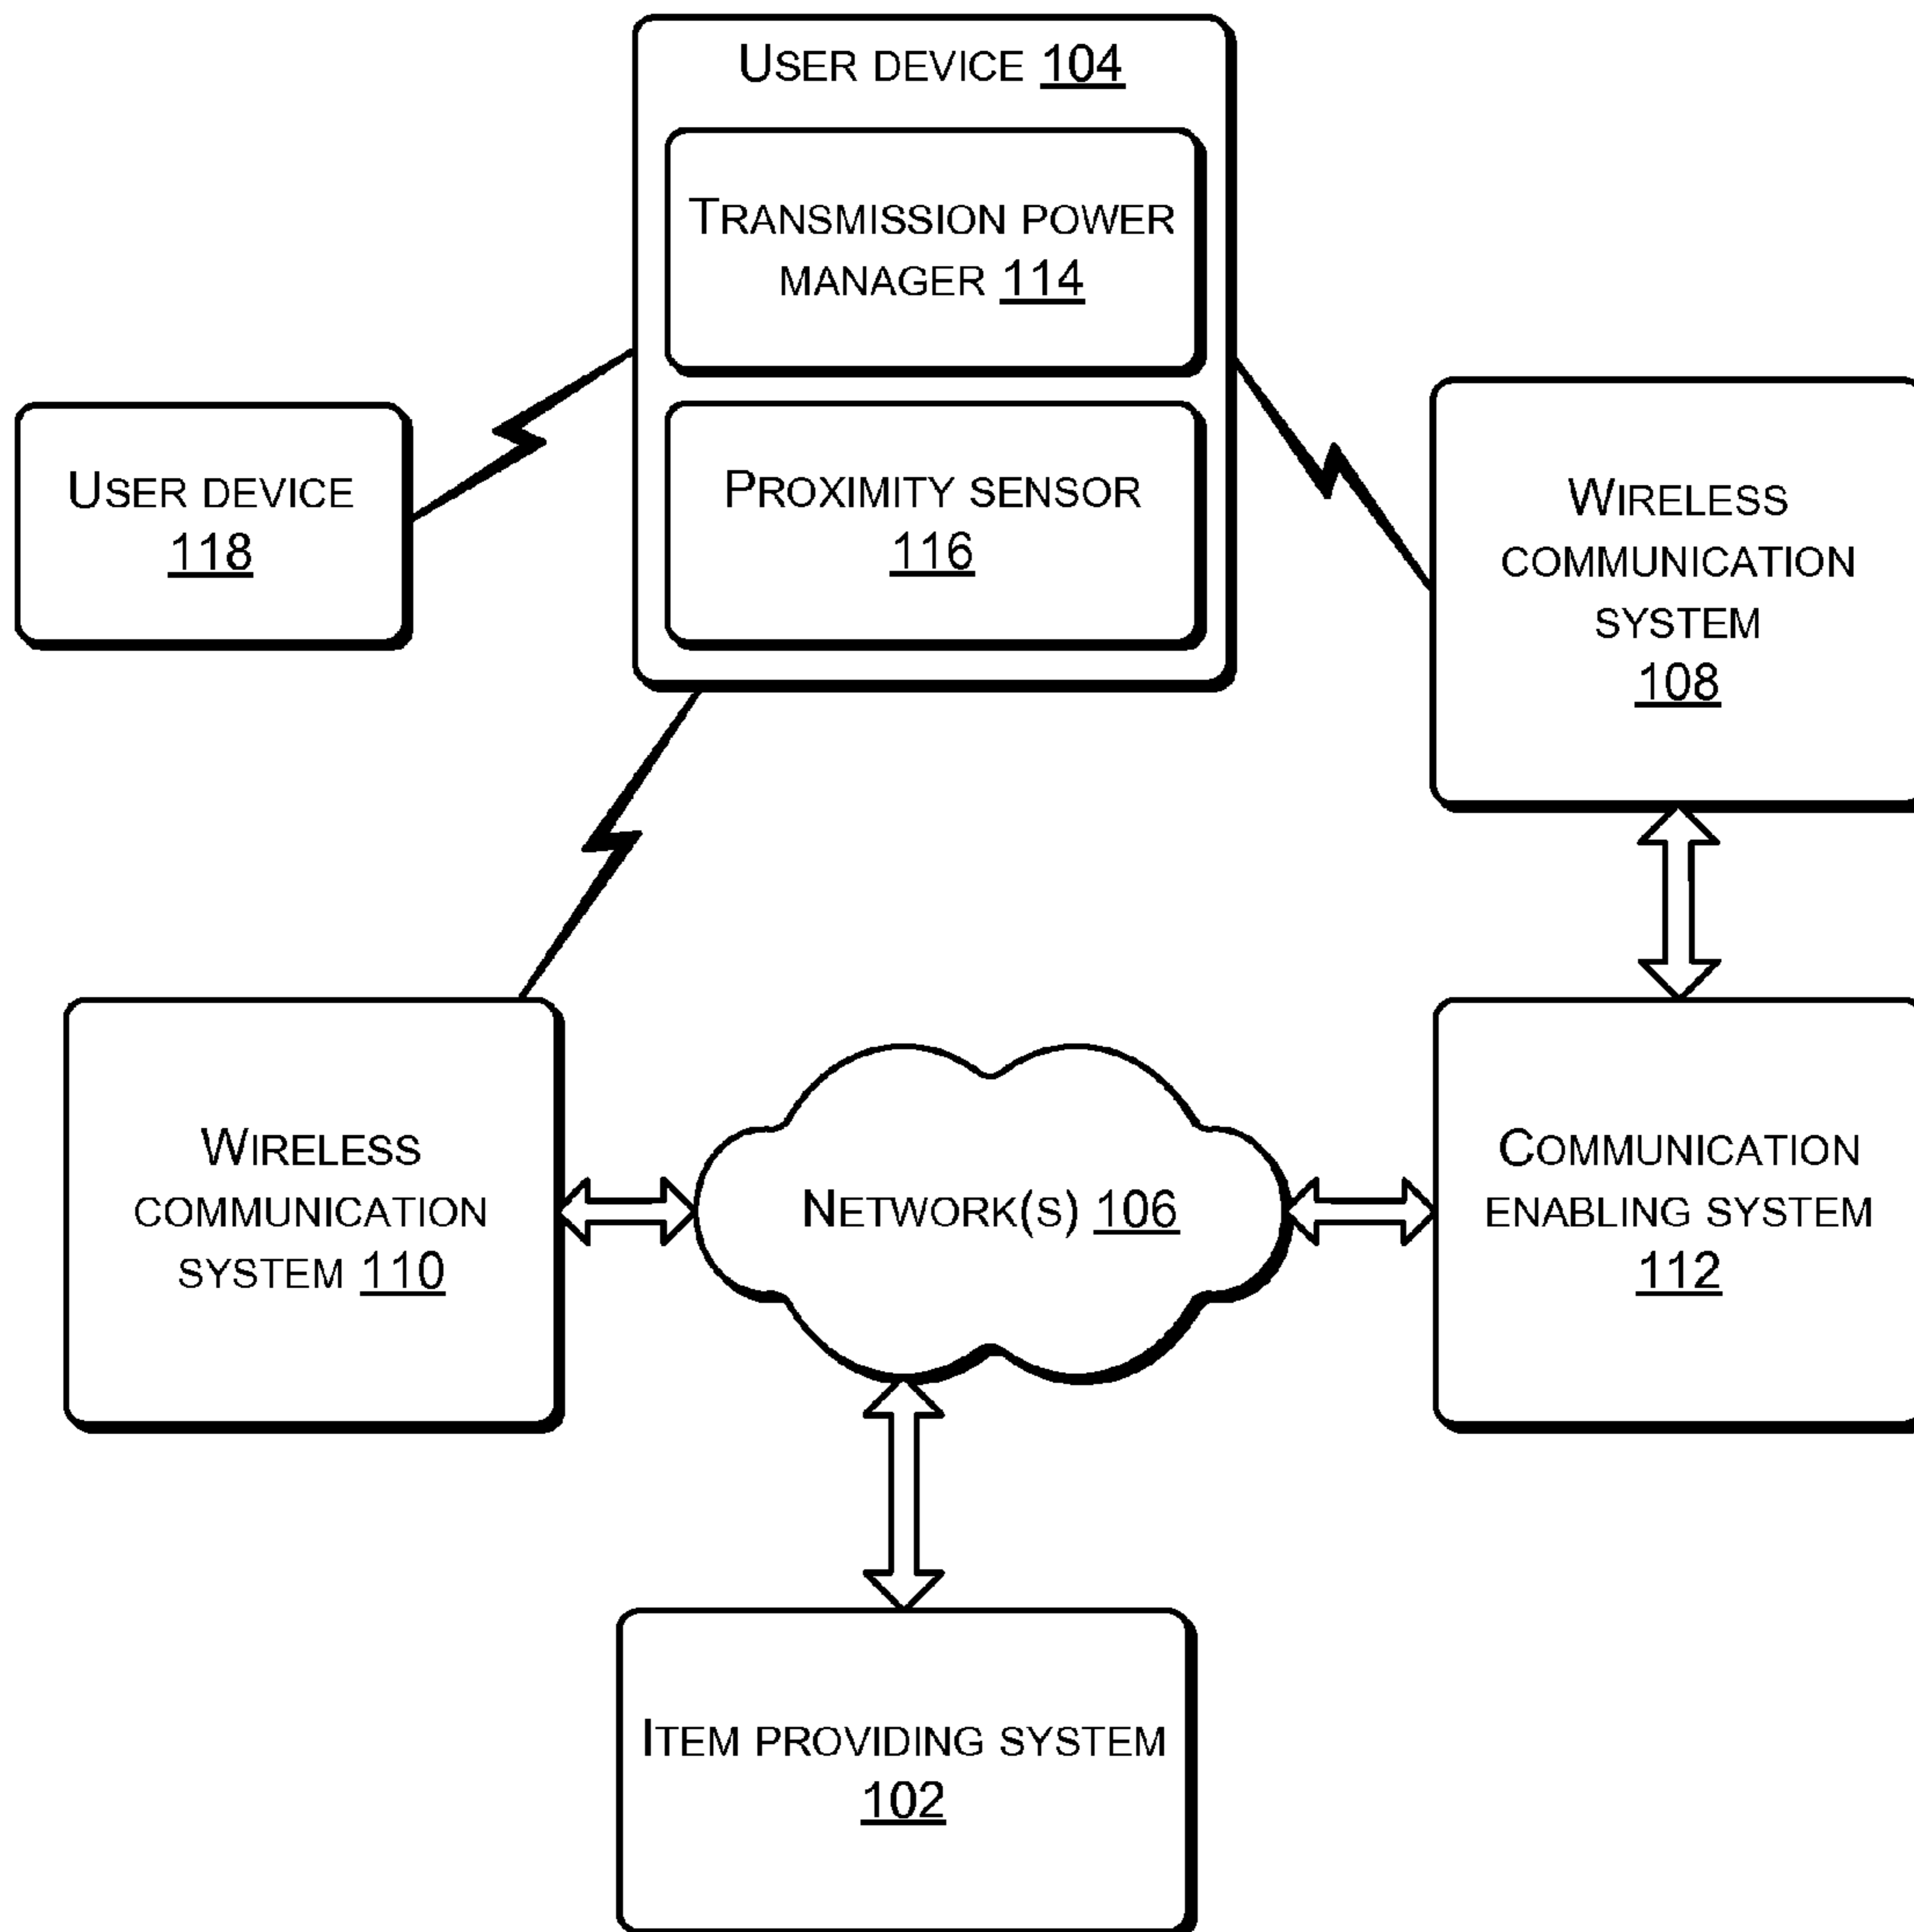 USER DEVICE 104
TRANSMISSION POWER
MANAGER 114
PROXIMITY SENSOR
116
USER DEVICE
118
WIRELESS
COMMUNICATION
SYSTEM
108
WIRELESS
COMMUNICATION
SYSTEM 110
NETWORK(S) 106
COMMUNICATION
ENABLING SYSTEM
112
ITEM PROVIDING SYSTEM
102